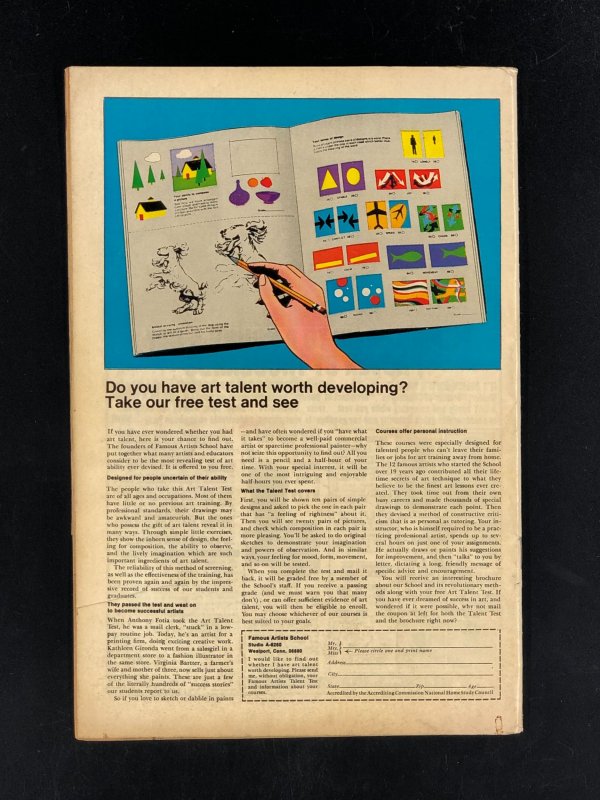 Do you have art talent worth developing?
Take our free test and see
If you have ever wondered whether you had
art talent, here is your chance to find out.
The founders of Famous Artists School have
put together what many artists and educators
consider to be the most revealing test of art
ability ever devised. It is offered to you free.
Designed for people uncertain of their ability
The people who take this Art Talent Test
are of all ages and occupations. Most of them
have little or no previous art training. By
professional standards, their drawings may
be awkward and amateurish. But the ones
who possess the gift of art talent reveal it in
many ways. Through simple little exercises,
they show the inborn sense of design, the feel-
ing for composition, the ability to observe,
and the lively imagination which are such
important ingredients of art talent.
The reliability of this method of screening,
as well as the effectiveness of the training, has
been proven again and again by the impres-
sive record of success of our students and
graduates.
They passed the test and went on
to become successful artists
When Anthony Fotia took the Art Talent
Test, he was a mail clerk, "stuck" in a low-
pay routine job. Today, he's an artist for a
printing firm, doing exciting creative work.
Kathleen Gironda went from a salesgirl in a
department store to a fashion illustrator in
the same store. Virginia Bartter, a farmer's
wife and mother of three, now sells just about
everything she paints. These are just a few
of the literally hundreds of "success stories"
our students report to us.
So if you love to sketch or dabble in paints
—and have often wondered if you "have what
it takes" to become a well-paid commercial
artist or sparetime professional painter—why
not seize this opportunity to find out? All you
need is a pencil and a half-hour of your
time. With your special interest, it will be
one of the most intriguing and enjoyable
half-hours you ever spent.
What the Talent Test covers
First, you will be shown ten pairs of simple
designs and asked to pick the one in each pair
that has "a feeling of rightness" about it.
Then you will see twenty pairs of pictures,
and check which composition in each pair is
more pleasing. You'll be asked to do original
sketches to demonstrate your imagination
and powers of observation. And in similar
ways, your feeling for mood, form, movement,
and so on will be tested.
When you complete the test and mail it
back, it will be graded free by a member of
the School's staff. If you receive a passing
grade (and we must warn you that many
don't), or can offer sufficient evidence of art
talent, you will then be eligible to enroll.
You may choose whichever of our courses is
best suited to your goals.
Courses offer personal instruction
These courses were especially designed for
talented people who can't leave their fami-
lies or jobs for art training away from home.
The 12 famous artists who started the School
over 19 years ago contributed all their life-
time secrets of art technique to what they
believe to be the finest art lessons ever cre-
ated. They took time out from their own
busy careers and made thousands of special
drawings to demonstrate each point. Then
they devised a method of constructive criti-
cism that is as personal as tutoring. Your in-
structor, who is himself required to be a prac-
ticing professional artist, spends up to sev-
eral hours on just one of your assignments.
He actually draws or paints his suggestions
for improvement, and then "talks" to you by
letter, dictating a long, friendly message of
specific advice and encouragement.
You will receive an interesting brochure
about our School and its revolutionary meth-
ods along with your free Art Talent Test. If
you have ever dreamed of success in art, and
wondered if it were possible, why not mail
the coupon at left for both the Talent Test
and the brochure right now?
Famous Artists School
Studio A-6260
Westport, Conn. 06880
I would like to find out
whether I have art talent
worth developing. Please send
me, without obligation, your
Famous Artists Talent Test
and information about your
courses.
Mr.
Mrs.
Miss
Please circle one and print name
Address
City
State Zip Age
Accredited by the Accrediting Commission National Home Study Council